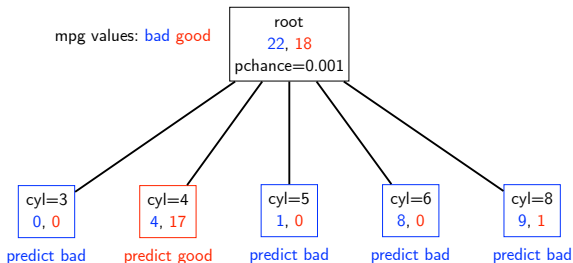 root
mpg values: bad good
22, 18
pchance=0.001
cyl=3
0, 0
cyl=4
4, 17
cyl=5
1, 0
cyl=6
8, 0
cyl=8
9, 1
predict bad
predict good
predict bad
predict bad
predict bad